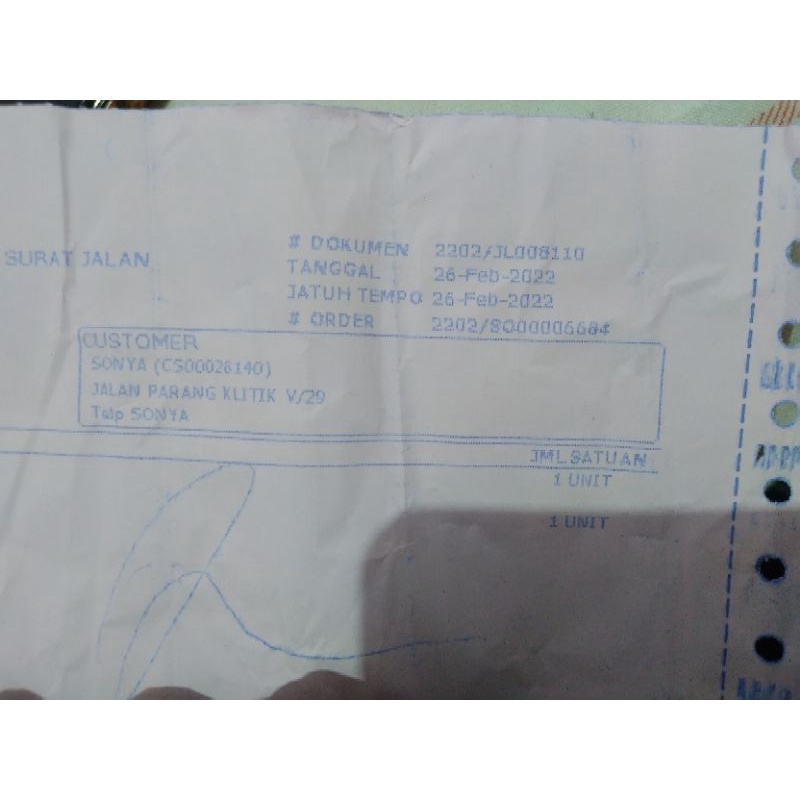 SURAT JALAN
# DOKUMEN 2202/JL008110
TANGGAL 26-Feb-2022
JATUH TEMPO 26-Feb-2022
# ORDER 2202/SO00006684
CUSTOMER
SONYA (CS00026140)
JALAN PARANG KLITIK V/29
Telp SONYA
JML SATUAN
1 UNIT
1 UNIT